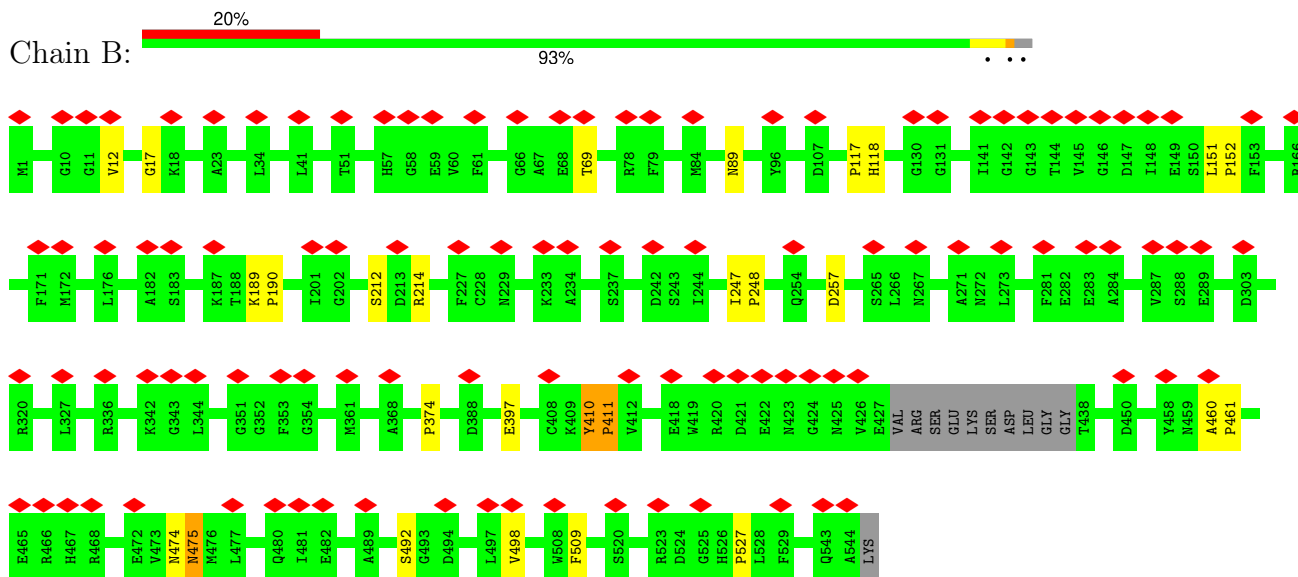 20%
Chain B:
93%
• • •
M1 G10 G11 V12 G17 K18 A23 L34 L41 T51 H57 G58 E59 V60 F61 G66 A67 E68 T69 R78 F79 M84 N89 Y96 D107 P117 H118 G130 G131 I141 G142 G143 T144 V145 G146 D147 I148 E149 S150 L151 P152 F153 R166
F171 M172 L176 A182 S183 K187 T188 K189 P190 I201 G202 S212 D213 R214 F227 C228 N229 K233 A234 S237 D242 S243 I244 I247 P248 Q254 D257 S265 L266 N267 A271 N272 L273 F281 E282 E283 A284 V287 S288 E289 D303
R320 L327 R336 K342 G343 L344 G351 G352 F353 G354 M361 A368 P374 D388 E397 C408 K409 Y410 P411 V412 E418 W419 R420 D421 E422 N423 G424 N425 V426 E427 VAL ARG SER GLU LYS SER ASP LEU GLY GLY T438 D450 Y458 N459 A460 P461
E465 R466 H467 R468 E472 V473 N474 N475 M476 L477 Q480 I481 E482 A489 S492 G493 D494 L497 V498 W508 F509 S520 R523 D524 G525 H526 P527 L528 F529 Q543 A544 LYS